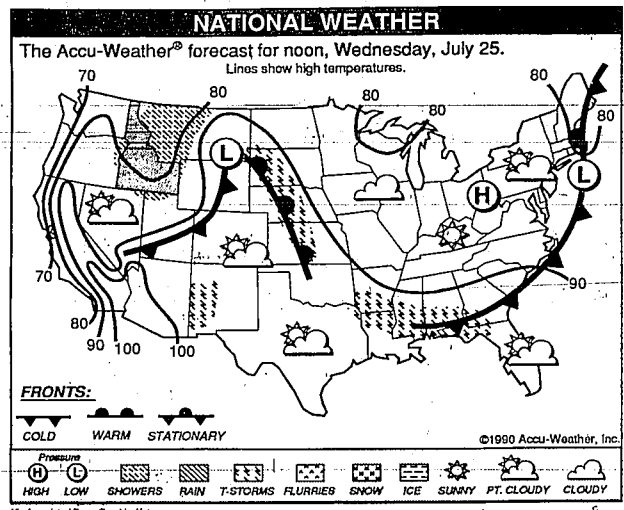 NATIONAL WEATHER
The Accu-Weather® forecast for noon, Wednesday, July 25.
Lines show high temperatures.
70
80
80
80
80
80
L
L
H
70
80
90
100
100
90
FRONTS:
COLD WARM STATIONARY
©1990 Accu-Weather, Inc.
Pressure
H L
HIGH LOW SHOWERS RAIN T-STORMS FLURRIES SNOW ICE SUNNY PT. CLOUDY CLOUDY